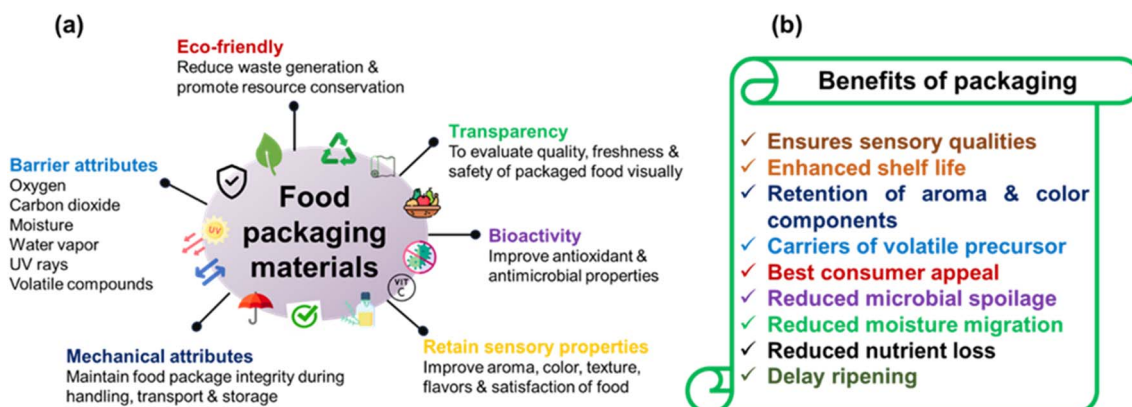 (a)
Eco-friendly
Reduce waste generation &
promote resource conservation
Transparency
To evaluate quality, freshness &
safety of packaged food visually
Barrier attributes
Oxygen
Carbon dioxide
Moisture
Water vapor
UV rays
Volatile compounds
UV
Food
packaging
materials
Bioactivity
Improve antioxidant &
antimicrobial properties
VIT
C
Mechanical attributes
Maintain food package integrity during
handling, transport & storage
Retain sensory properties
Improve aroma, color, texture,
flavors & satisfaction of food
(b)
Benefits of packaging
✓ Ensures sensory qualities
✓ Enhanced shelf life
✓ Retention of aroma & color
components
✓ Carriers of volatile precursor
✓ Best consumer appeal
✓ Reduced microbial spoilage
✓ Reduced moisture migration
✓ Reduced nutrient loss
✓ Delay ripening